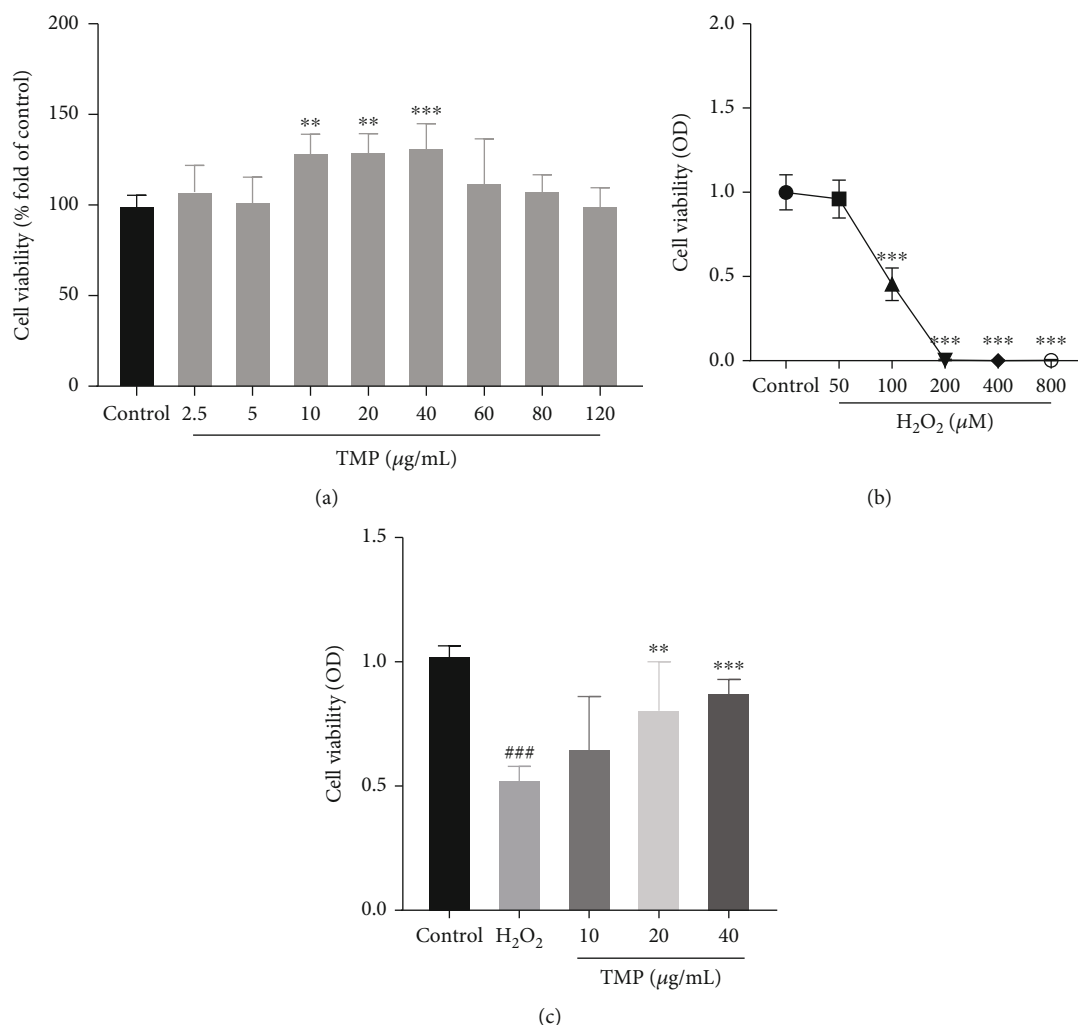 Cell viability (% fold of control)
200
150
100
50
0
** ** ***
Control 2.5 5 10 20 40 60 80 120
TMP (μg/mL)
(a)
Cell viability (OD)
2.0
1.5
1.0
0.5
0.0
***
*** *** ***
Control 50 100 200 400 800
H₂O₂ (μM)
(b)
Cell viability (OD)
1.5
1.0
0.5
0.0
###
**
***
Control H₂O₂ 10 20 40
TMP (μg/mL)
(c)